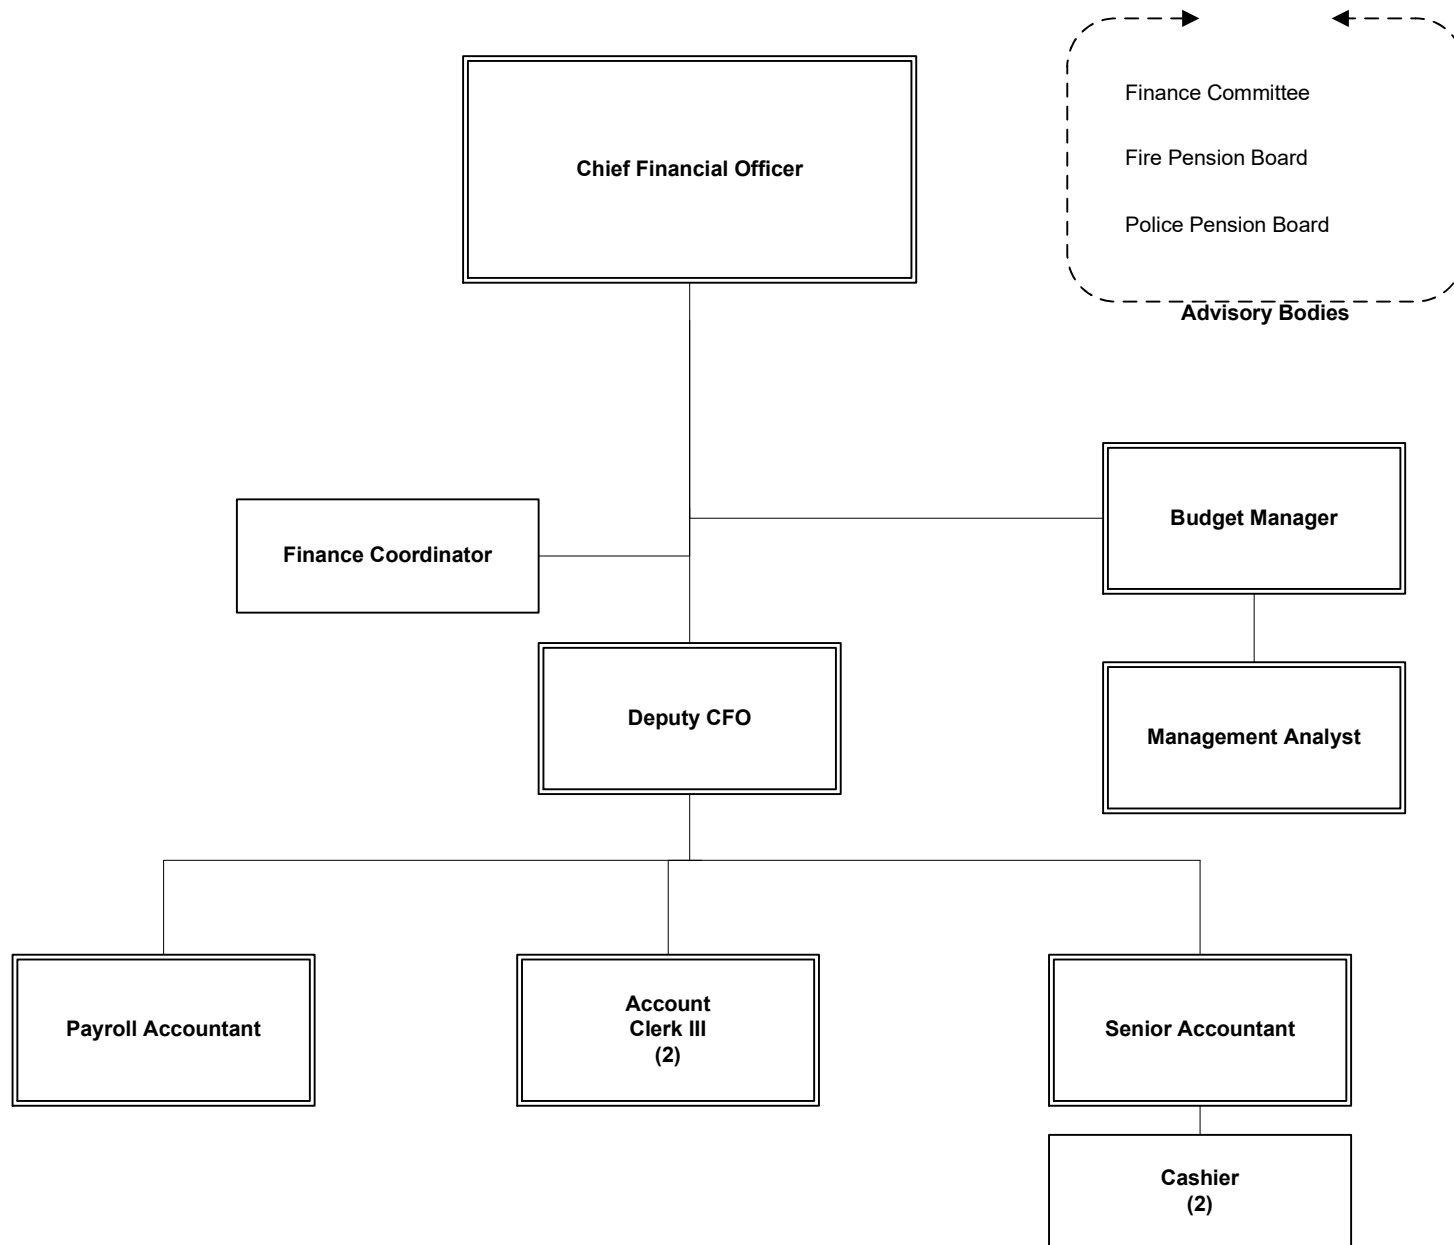 Finance Committee
Chief Financial Officer
Fire Pension Board
Police Pension Board
Advisory Bodies
Budget Manager
Finance Coordinator
Deputy CFO
Management Analyst
Payroll Accountant
Account
Clerk III
(2)
Senior Accountant
Cashier
(2)